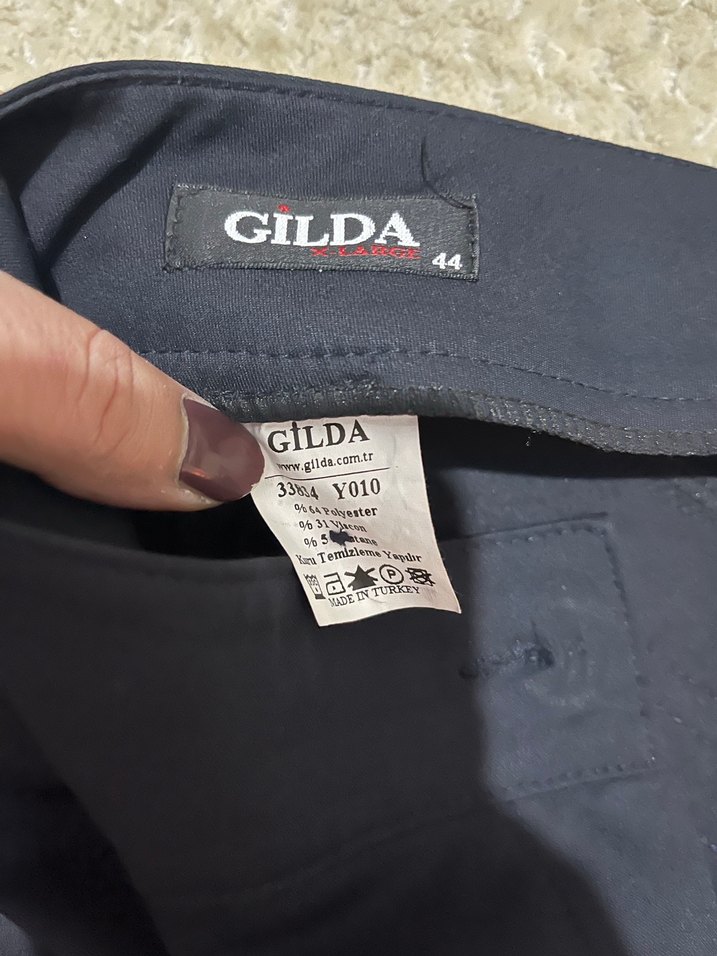 GİLDA
X-LARGE
44
GİLDA
www.gilda.com.tr
Y010
%64 Polyester
%31 Viscon
%5
Kuru Temizleme Yapılır
P
MADE IN TURKEY